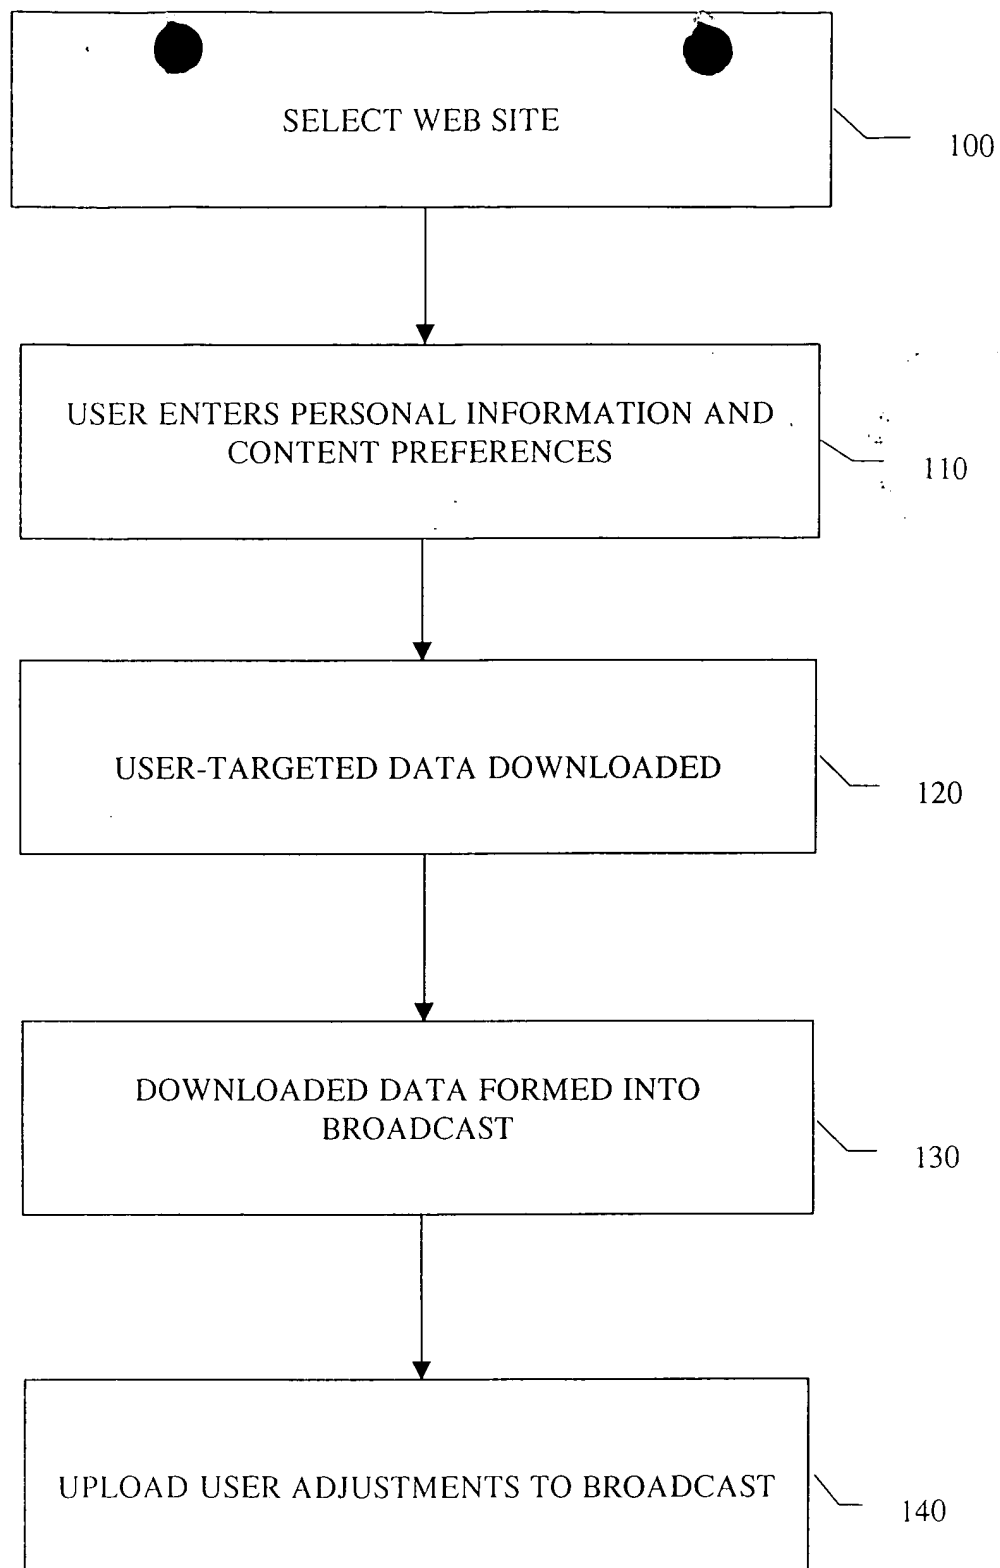 SELECT WEB SITE
100
USER ENTERS PERSONAL INFORMATION AND
CONTENT PREFERENCES
110
USER-TARGETED DATA DOWNLOADED
120
DOWNLOADED DATA FORMED INTO
BROADCAST
130
UPLOAD USER ADJUSTMENTS TO BROADCAST
140